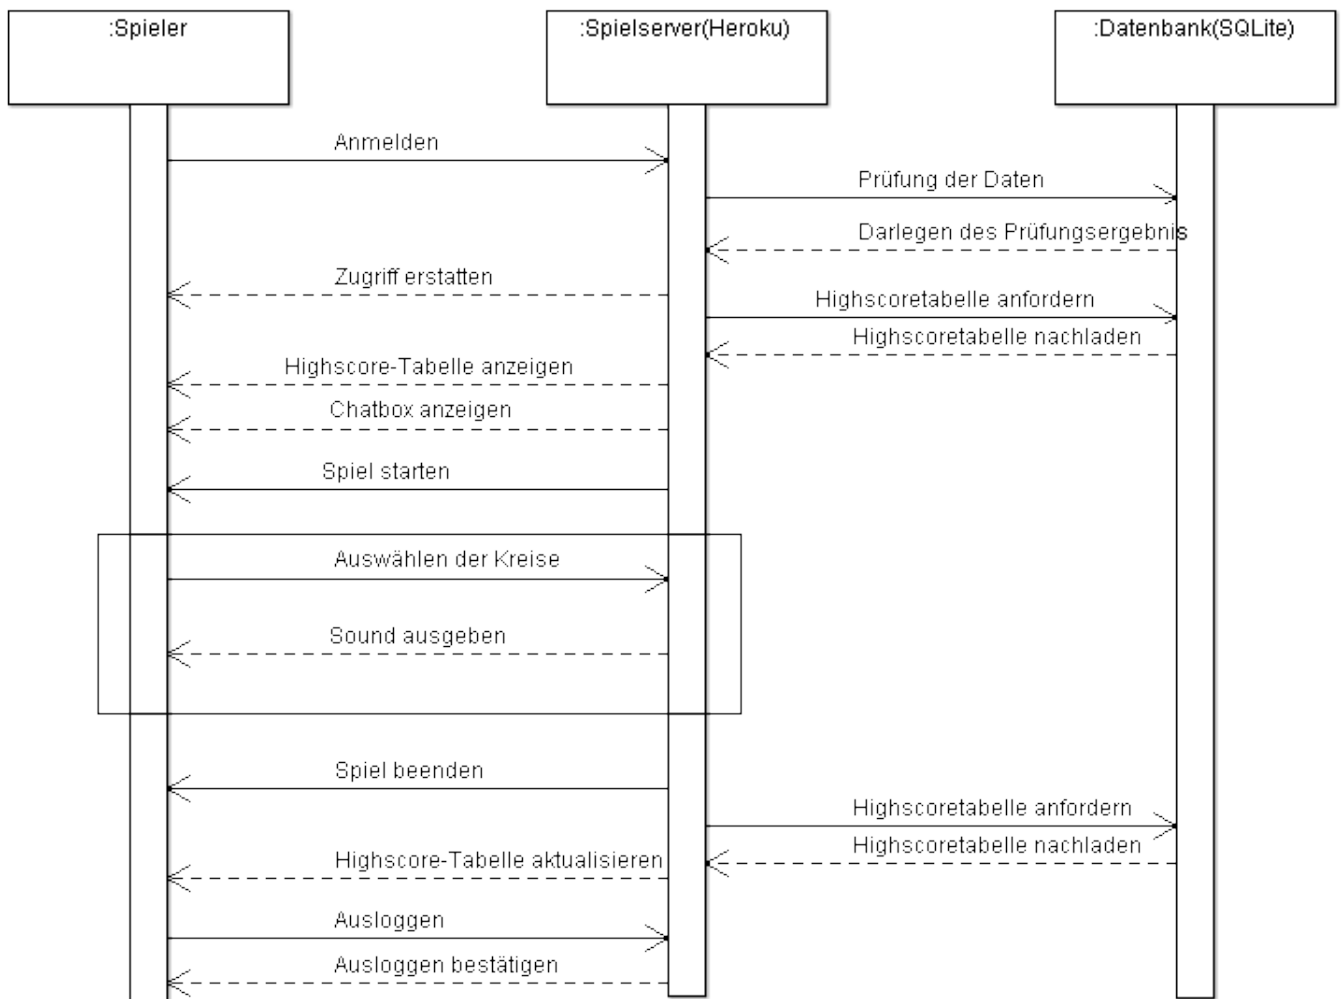 :Spieler
:Spielserver(Heroku)
:Datenbank(SQLite)
Anmelden
Prüfung der Daten
Darlegen des Prüfungsergebnis
Zugriff erstatten
Highscoretabelle anfordern
Highscoretabelle nachladen
Highscore-Tabelle anzeigen
Chatbox anzeigen
Spiel starten
Auswählen der Kreise
Sound ausgeben
Spiel beenden
Highscoretabelle anfordern
Highscoretabelle nachladen
Highscore-Tabelle aktualisieren
Ausloggen
Ausloggen bestätigen